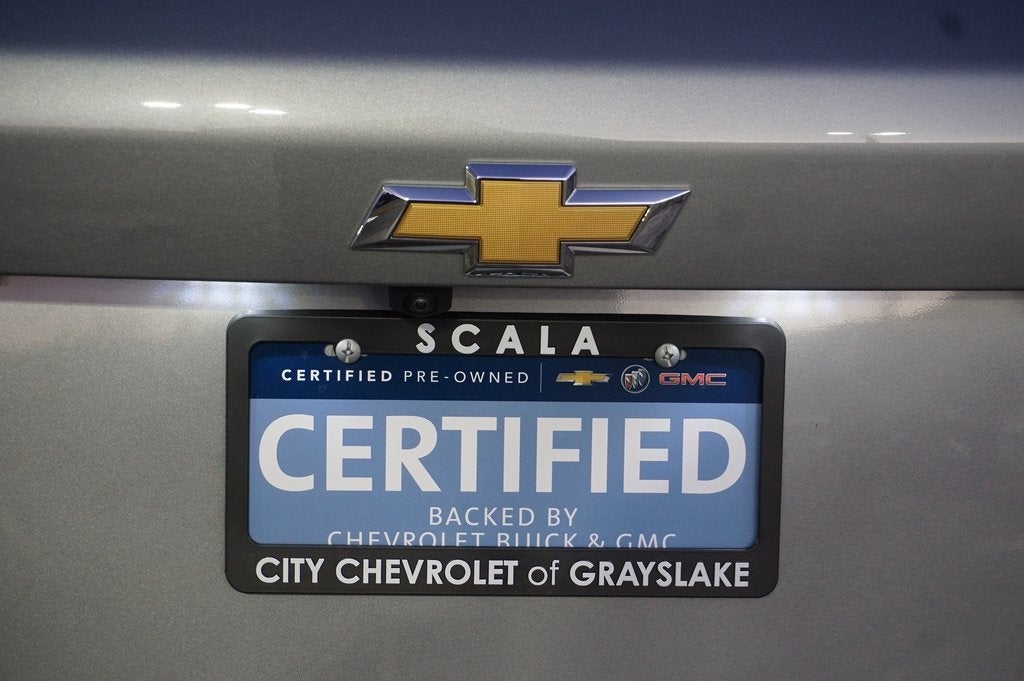 SCALA
CERTIFIED PRE-OWNED GMC
CERTIFIED
BACKED BY
CHEVROLET BUICK & GMC
CITY CHEVROLET of GRAYSLAKE